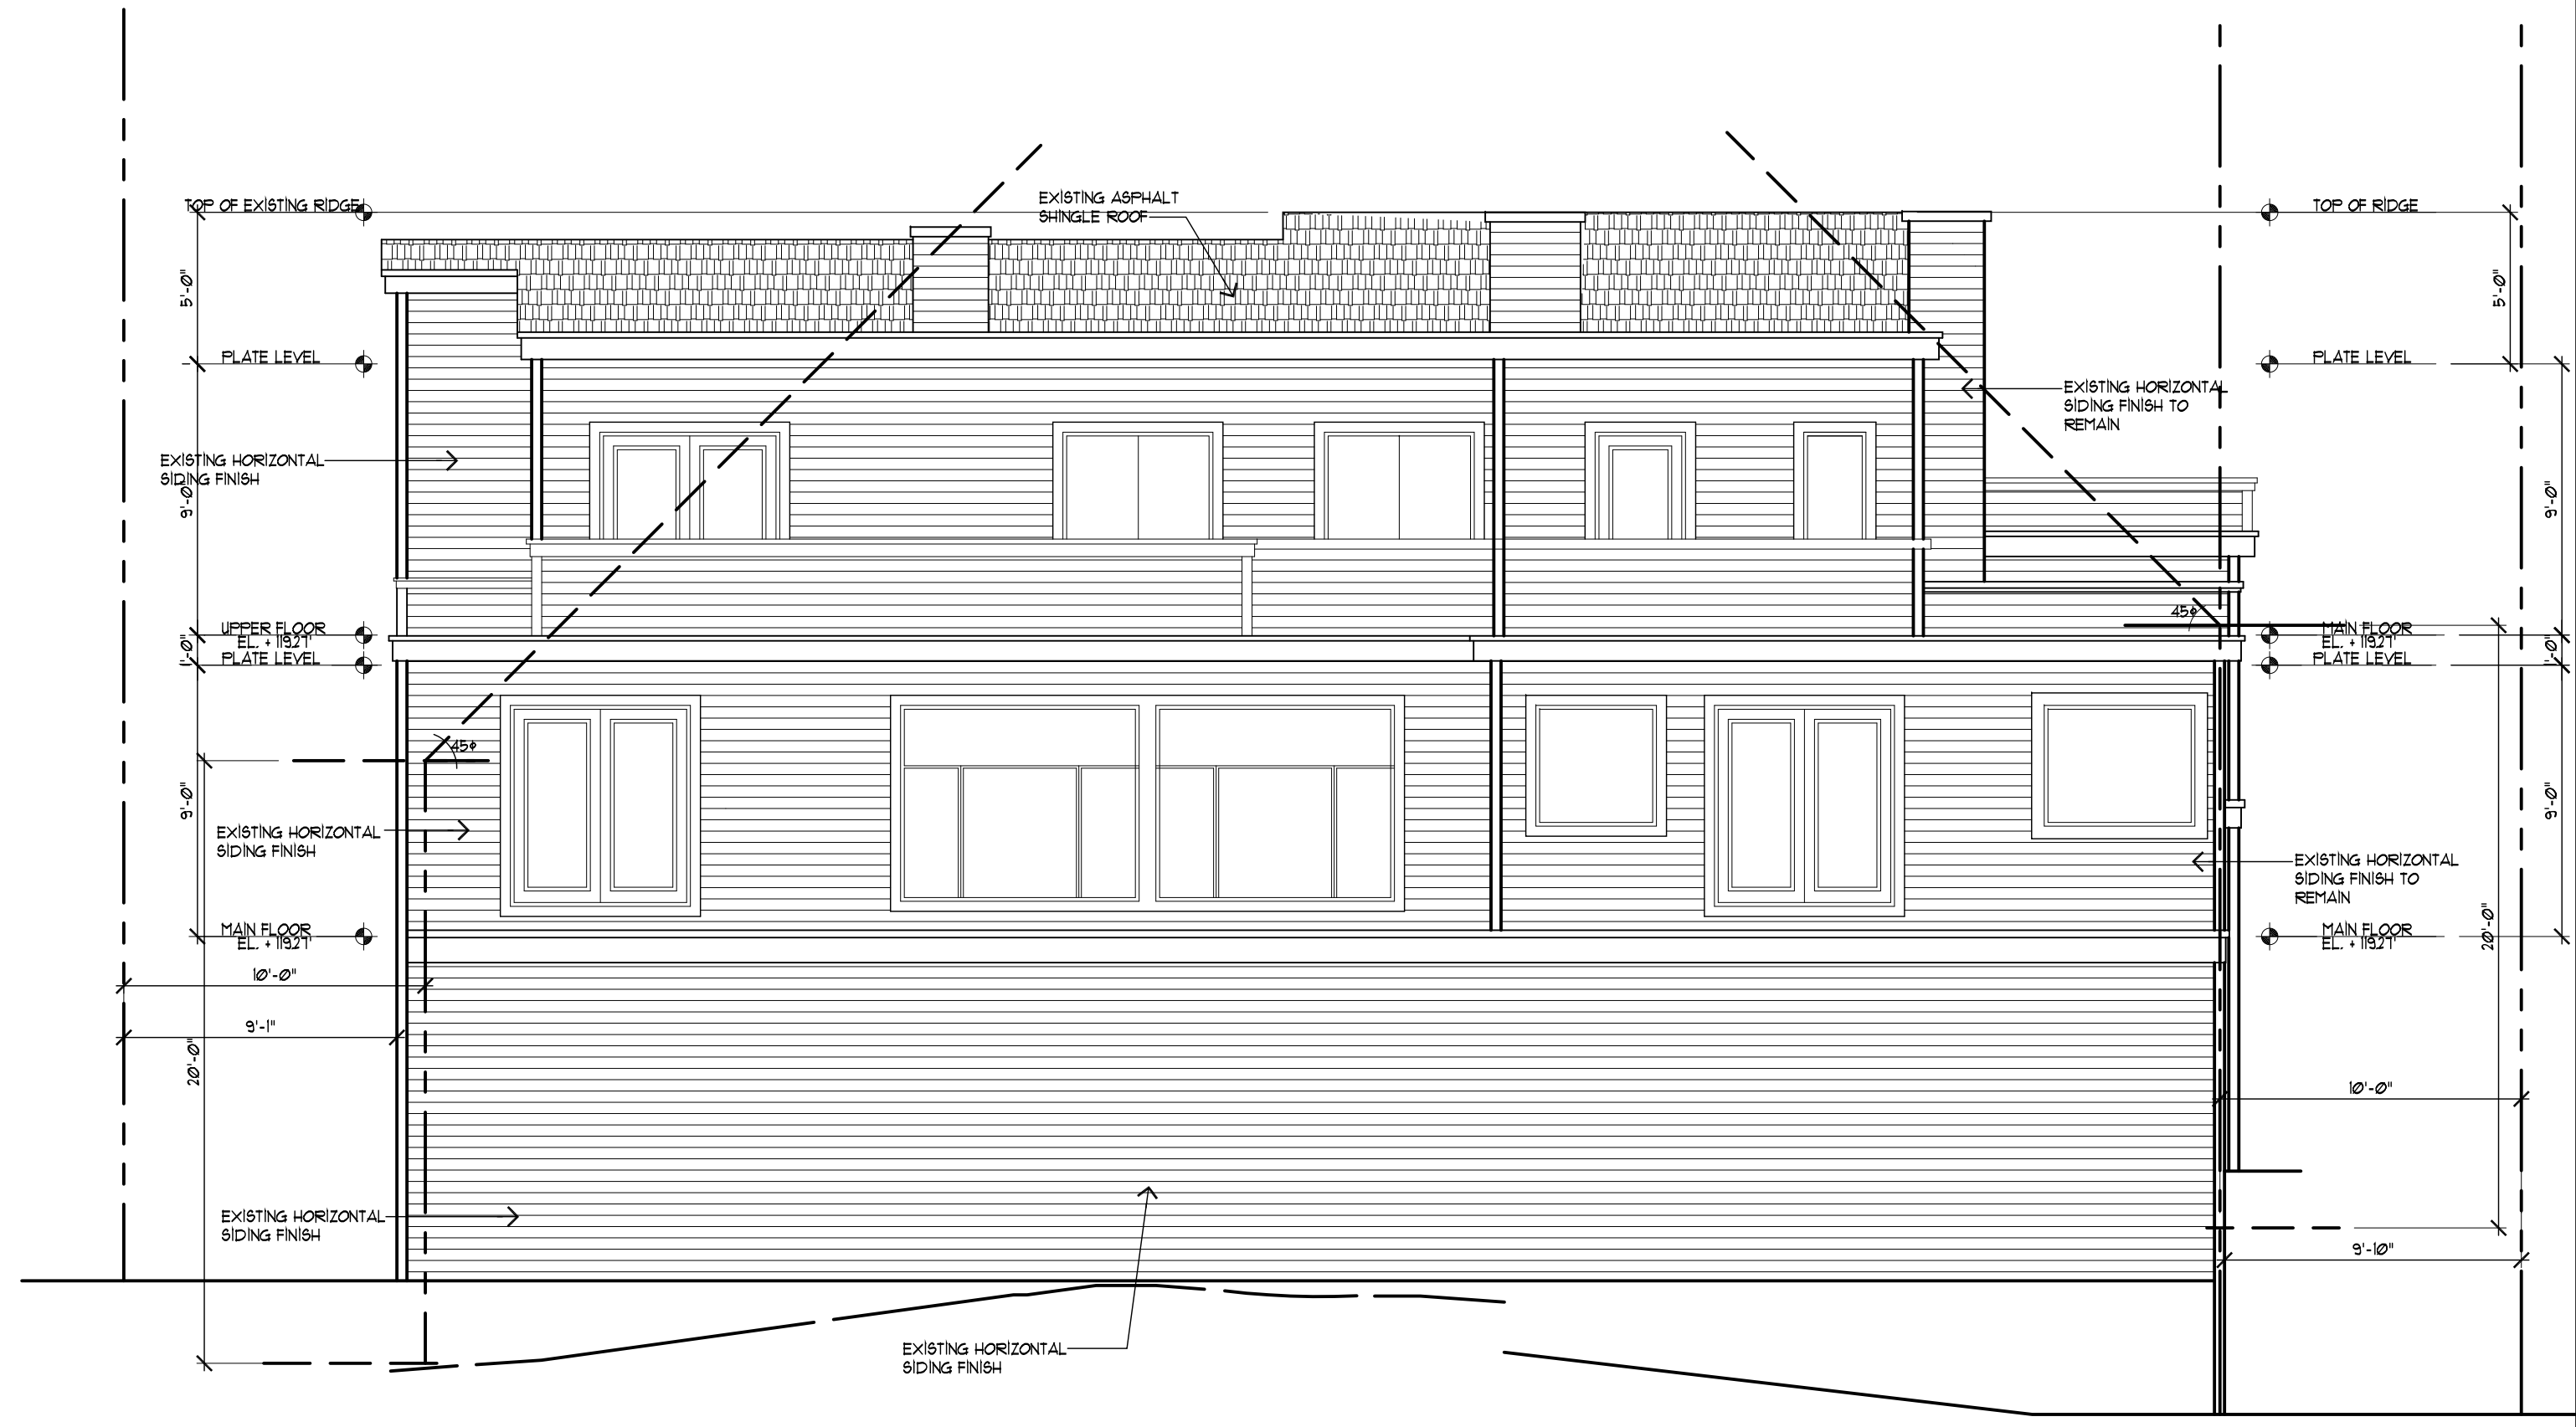 EXISTING ASPHALT
SHINGLE ROOF
TOP OF EXISTING RIDGE
TOP OF RIDGE
5'-0"
5'-0"
PLATE LEVEL
PLATE LEVEL
EXISTING HORIZONTAL
SIDING FINISH TO
REMAIN
EXISTING HORIZONTAL
SIDING FINISH
9'-0"
9'-0"
45°
UPPER FLOOR
EL. + 119.27'
MAIN FLOOR
EL. + 119.27'
1'-0"
1'-0"
PLATE LEVEL
PLATE LEVEL
45°
9'-0"
9'-0"
EXISTING HORIZONTAL
SIDING FINISH
EXISTING HORIZONTAL
SIDING FINISH TO
REMAIN
MAIN FLOOR
EL. + 119.27'
MAIN FLOOR
EL. + 119.27'
20'-0"
10'-0"
9'-1"
20'-0"
10'-0"
EXISTING HORIZONTAL
SIDING FINISH
9'-10"
EXISTING HORIZONTAL
SIDING FINISH